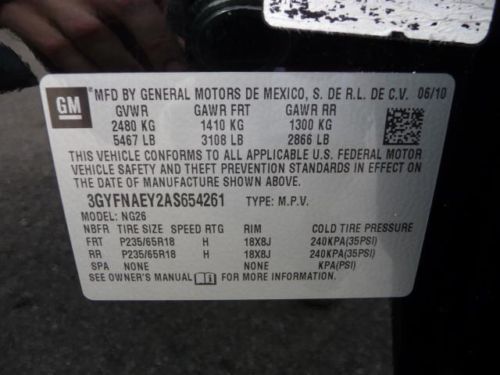 GM
MFD BY GENERAL MOTORS DE MEXICO, S. DE R.L. DE C.V. 06/10
GVWR GAWR FRT GAWR RR
2480 KG 1410 KG 1300 KG
5467 LB 3108 LB 2866 LB
THIS VEHICLE CONFORMS TO ALL APPLICABLE U.S. FEDERAL MOTOR
VEHICLE SAFETY AND THEFT PREVENTION STANDARDS IN EFFECT
ON THE DATE OF MANUFACTURE SHOWN ABOVE.
3GYFNAEY2AS654261 TYPE: M.P.V.
MODEL: NG26
NBFR TIRE SIZE SPEED RTG RIM COLD TIRE PRESSURE
FRT P235/65R18 H 18X8J 240KPA(35PSI)
RR P235/65R18 H 18X8J 240KPA(35PSI)
SPA NONE NONE KPA(PSI)
SEE OWNER'S MANUAL FOR MORE INFORMATION.